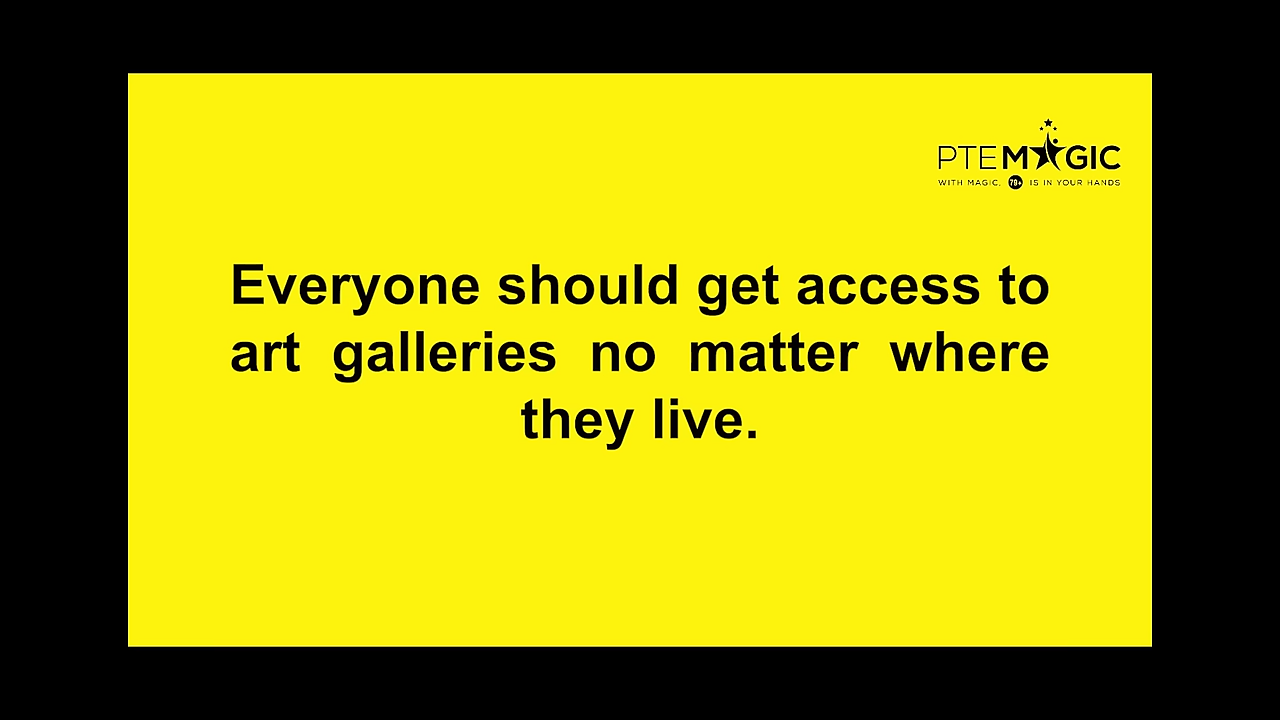 PTEMAGIC
WITH MAGIC, 79+ IS IN YOUR HANDS
Everyone should get access to
art galleries no matter where
they live.